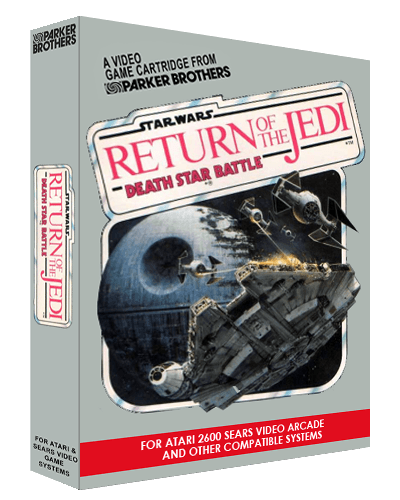 PARKER
BROTHERS
STAR.WARS
RETURN OF
THE JEDI
DEATH STAR BATTLE
FOR ATARI &
SEARS VIDEO
GAME
SYSTEMS
A VIDEO
GAME CARTRIDGE FROM
PARKER BROTHERS
STAR.WARS
RETURN OF
THE JEDI
TM
DEATH STAR BATTLE
®
FOR ATARI 2600 SEARS VIDEO ARCADE
AND OTHER COMPATIBLE SYSTEMS